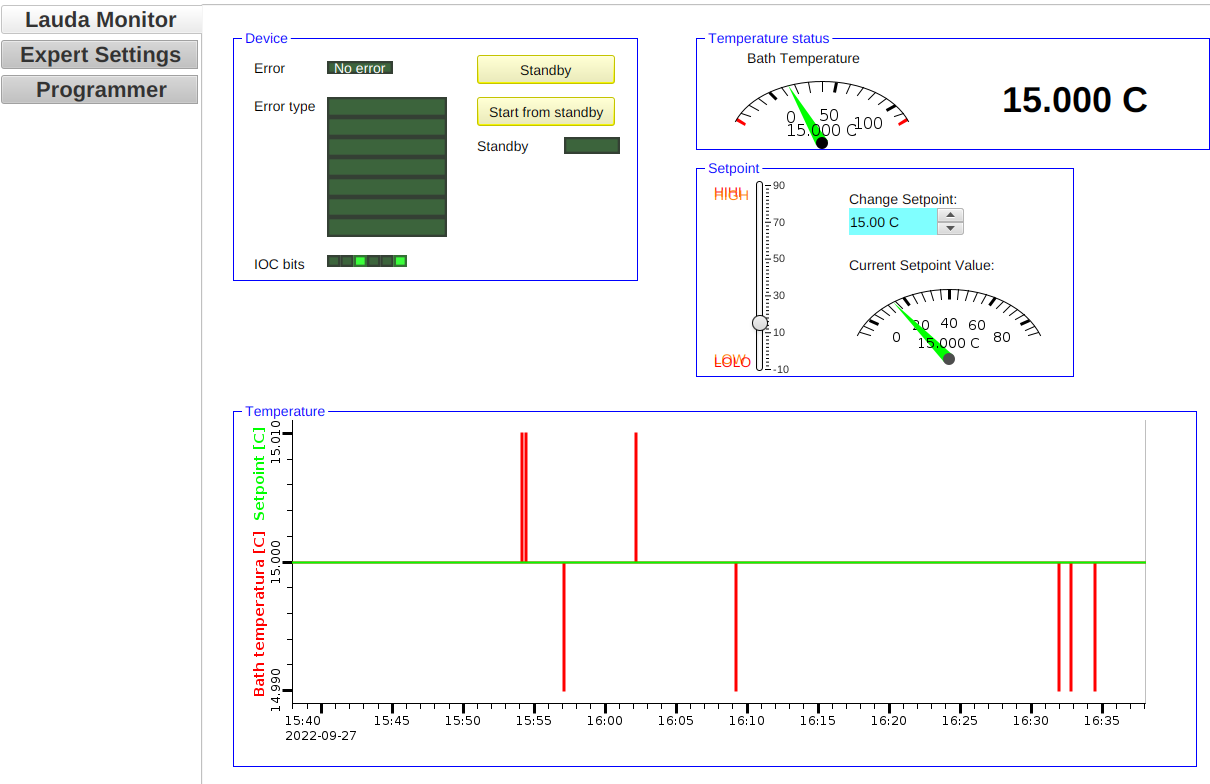 Lauda Monitor
Expert Settings
Programmer
Device
Error
No error
Standby
Error type
Start from standby
Standby
IOC bits
Temperature status
Bath Temperature
0
50
100
15.000 C
15.000 C
Setpoint
HIHI
HIGH
LOW
LOLO
90
70
50
30
10
-10
Change Setpoint:
15.00 C
Current Setpoint Value:
0
20
40
60
80
15.000 C
Temperature
Setpoint [C]
Bath temperatura [C]
15.010
15.000
14.990
15:40 15:45 15:50 15:55 16:00 16:05 16:10 16:15 16:20 16:25 16:30 16:35
2022-09-27